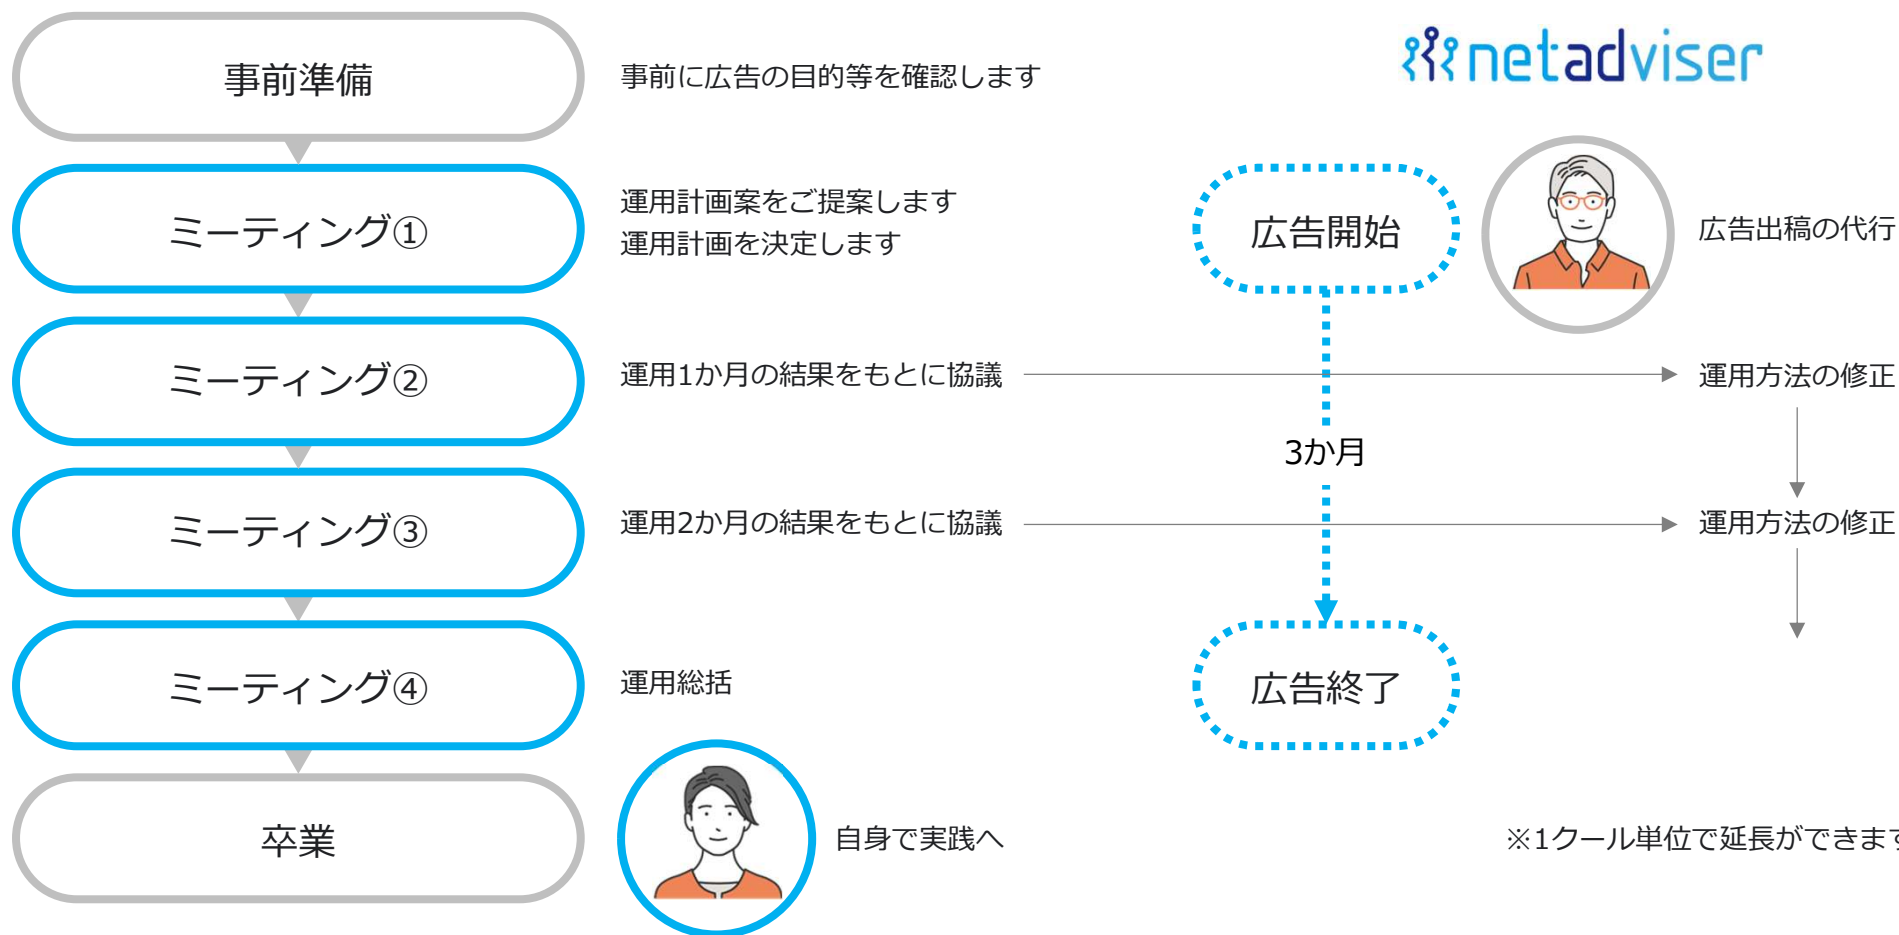 netadviser
事前準備
事前に広告の目的等を確認します
ミーティング①
運用計画案をご提案します
運用計画を決定します
広告開始
広告出稿の代行
ミーティング②
運用1か月の結果をもとに協議
運用方法の修正
3か月
ミーティング③
運用2か月の結果をもとに協議
運用方法の修正
ミーティング④
運用総括
広告終了
卒業
自身で実践へ
※1クール単位で延長ができます